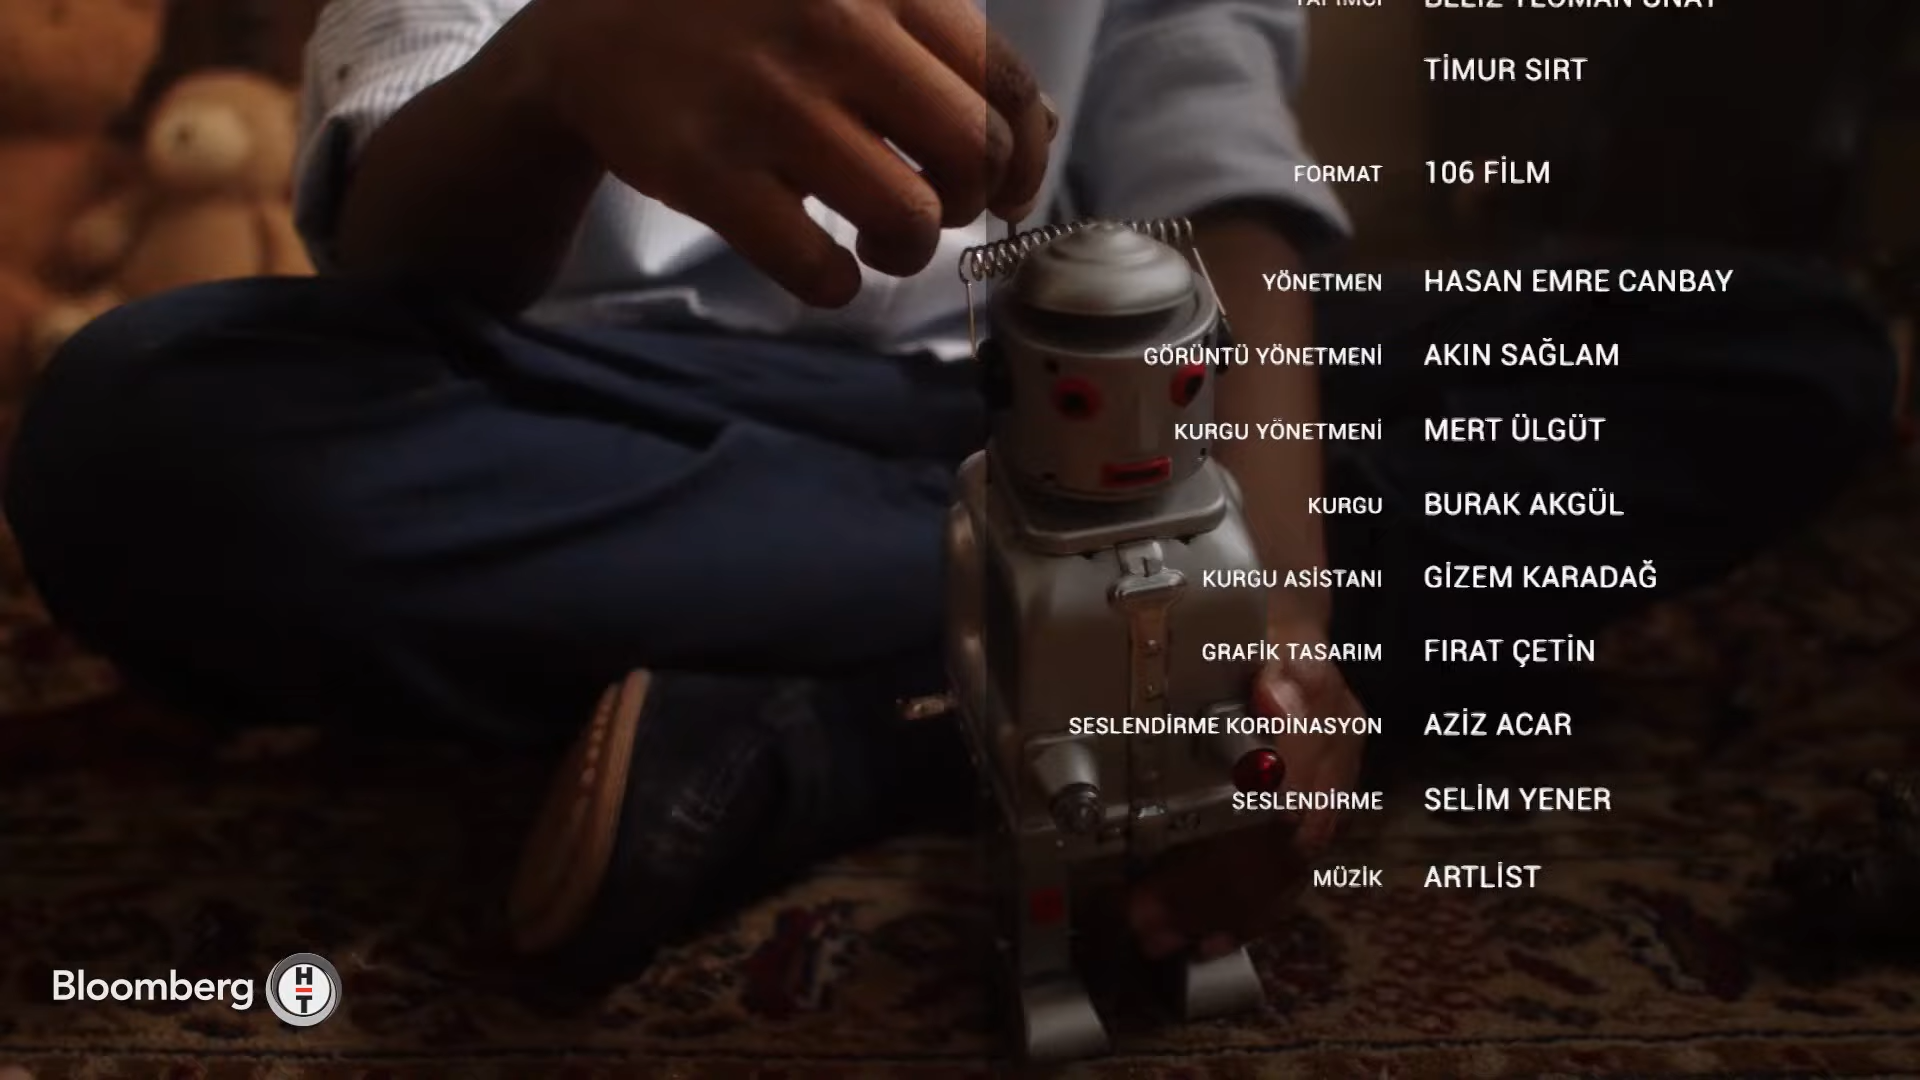 TİMUR SIRT
FORMAT 106 FİLM
YÖNETMEN HASAN EMRE CANBAY
GÖRÜNTÜ YÖNETMENİ AKIN SAĞLAM
KURGU YÖNETMENİ MERT ÜLGÜT
KURGU BURAK AKGÜL
KURGU ASİSTANI GİZEM KARADAĞ
GRAFİK TASARIM FIRAT ÇETİN
SESLENDİRME KORDİNASYON AZİZ ACAR
SESLENDİRME SELİM YENER
MÜZİK ARTLİST
Bloomberg HT